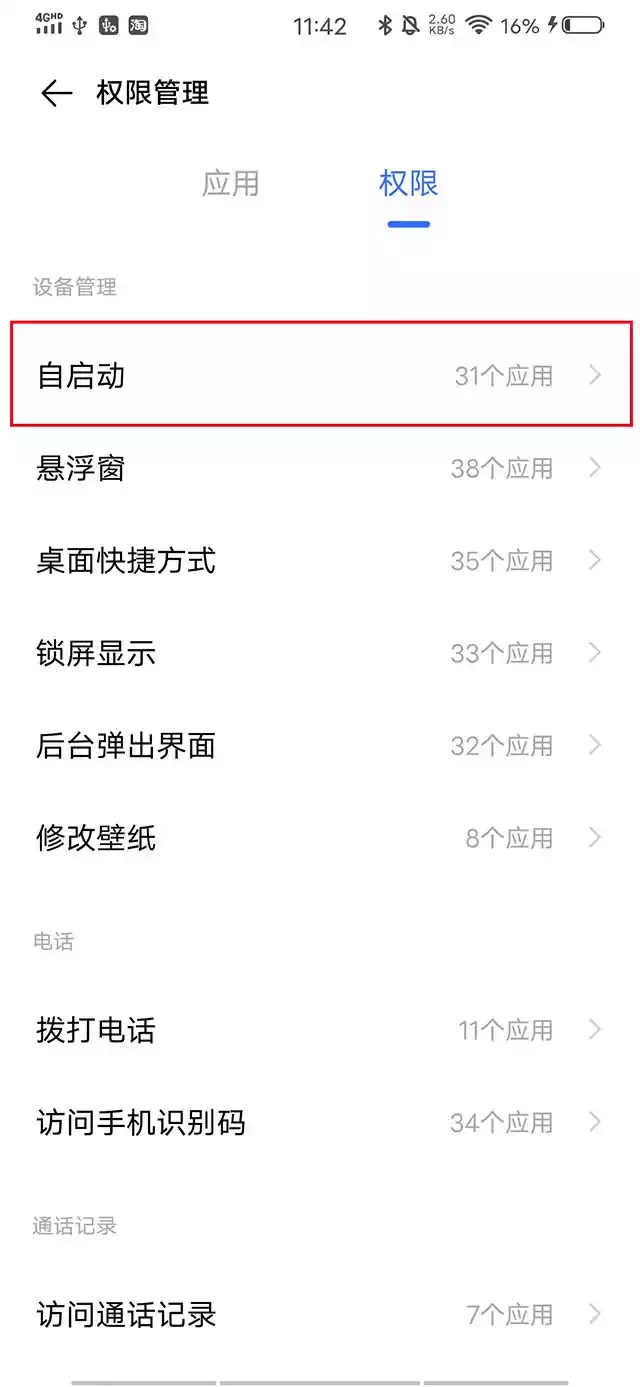 4GHD 淘 11:42 2.60 KB/s 16%
权限管理
应用 权限
设备管理
自启动 31个应用
悬浮窗 38个应用
桌面快捷方式 35个应用
锁屏显示 33个应用
后台弹出界面 32个应用
修改壁纸 8个应用
电话
拨打电话 11个应用
访问手机识别码 34个应用
通话记录
访问通话记录 7个应用